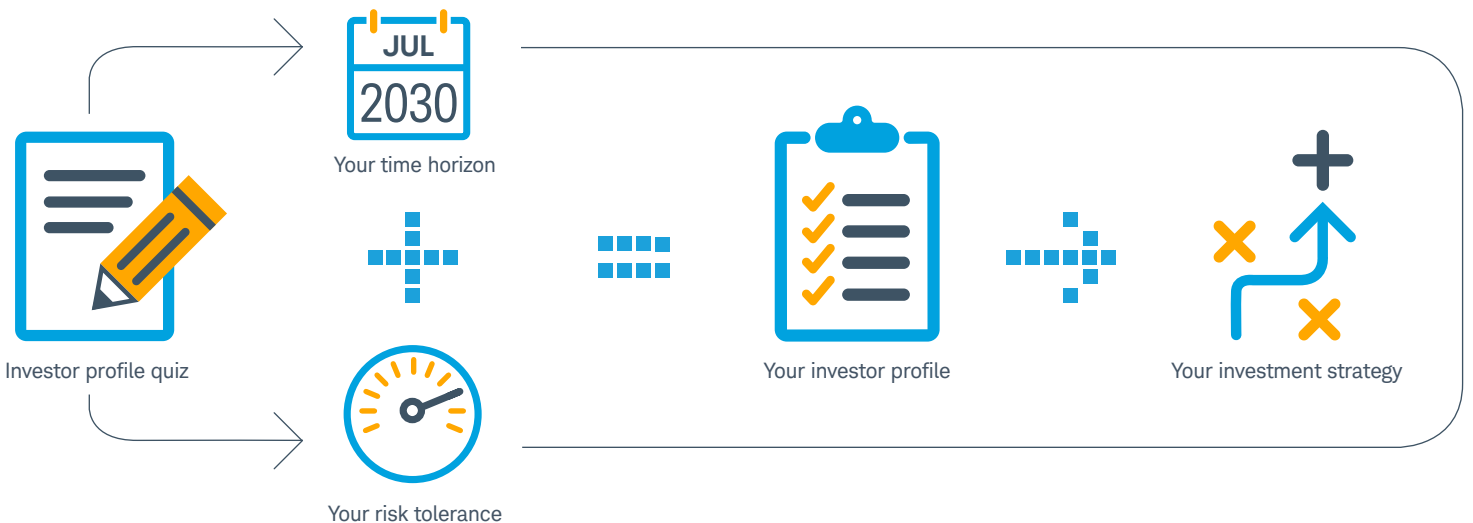 JUL
2030
Your time horizon
Investor profile quiz
Your investor profile
Your investment strategy
Your risk tolerance